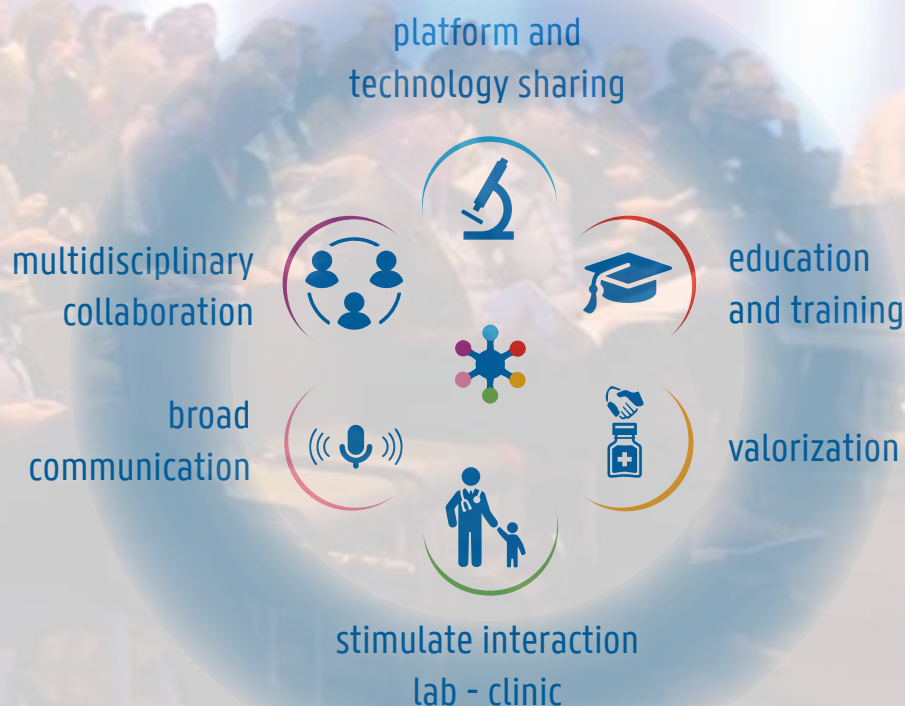 platform and
technology sharing
multidisciplinary
collaboration
education
and training
broad
communication
valorization
stimulate interaction
lab - clinic